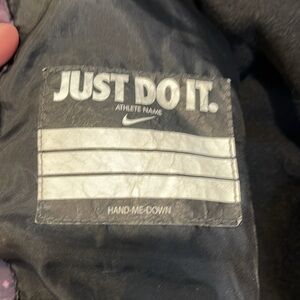 JUST DO IT.
ATHLETE NAME
HAND-ME-DOWN